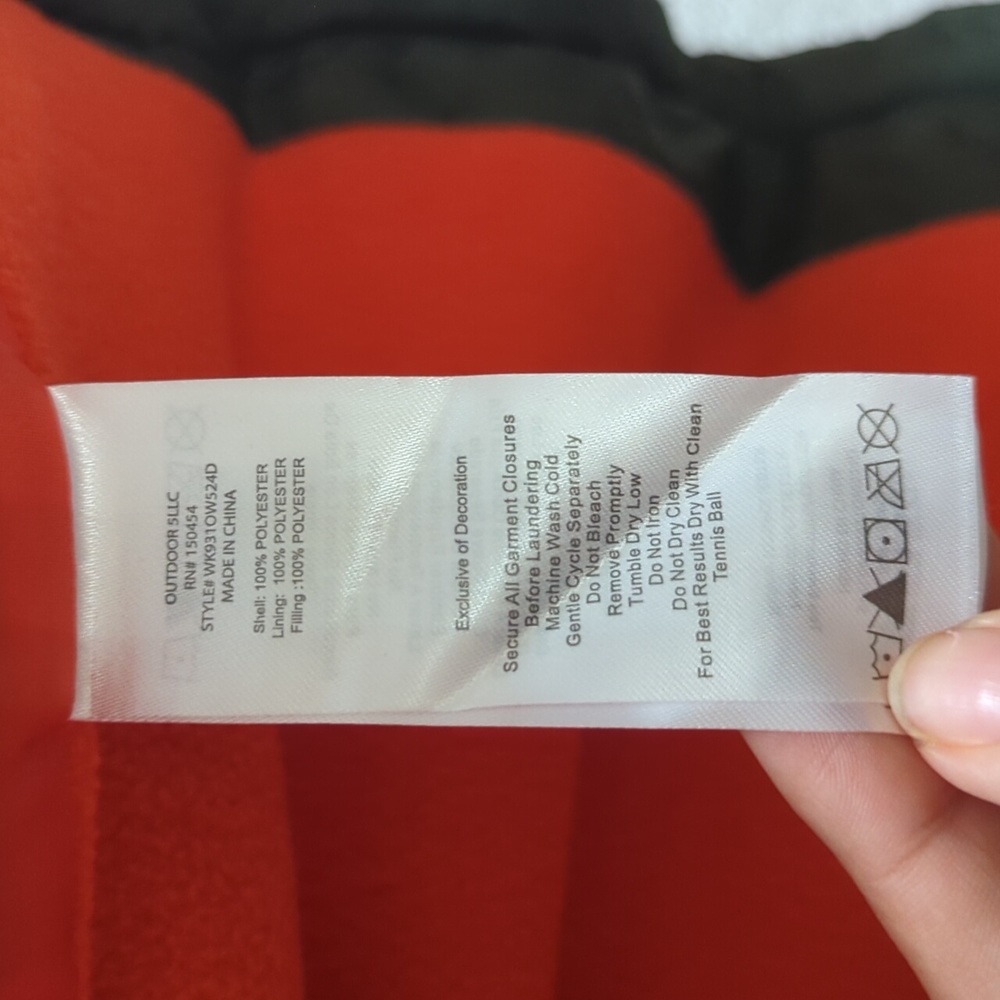 OUTDOOR 5LLC
RN# 150454
STYLE# WK931OW524D
MADE IN CHINA
Shell: 100% POLYESTER
Lining: 100% POLYESTER
Filling :100% POLYESTER
Exclusive of Decoration
Secure All Garment Closures
Before Laundering
Machine Wash Cold
Gentle Cycle Separately
Do Not Bleach
Remove Promptly
Tumble Dry Low
Do Not Iron
Do Not Dry Clean
For Best Results Dry With Clean
Tennis Ball